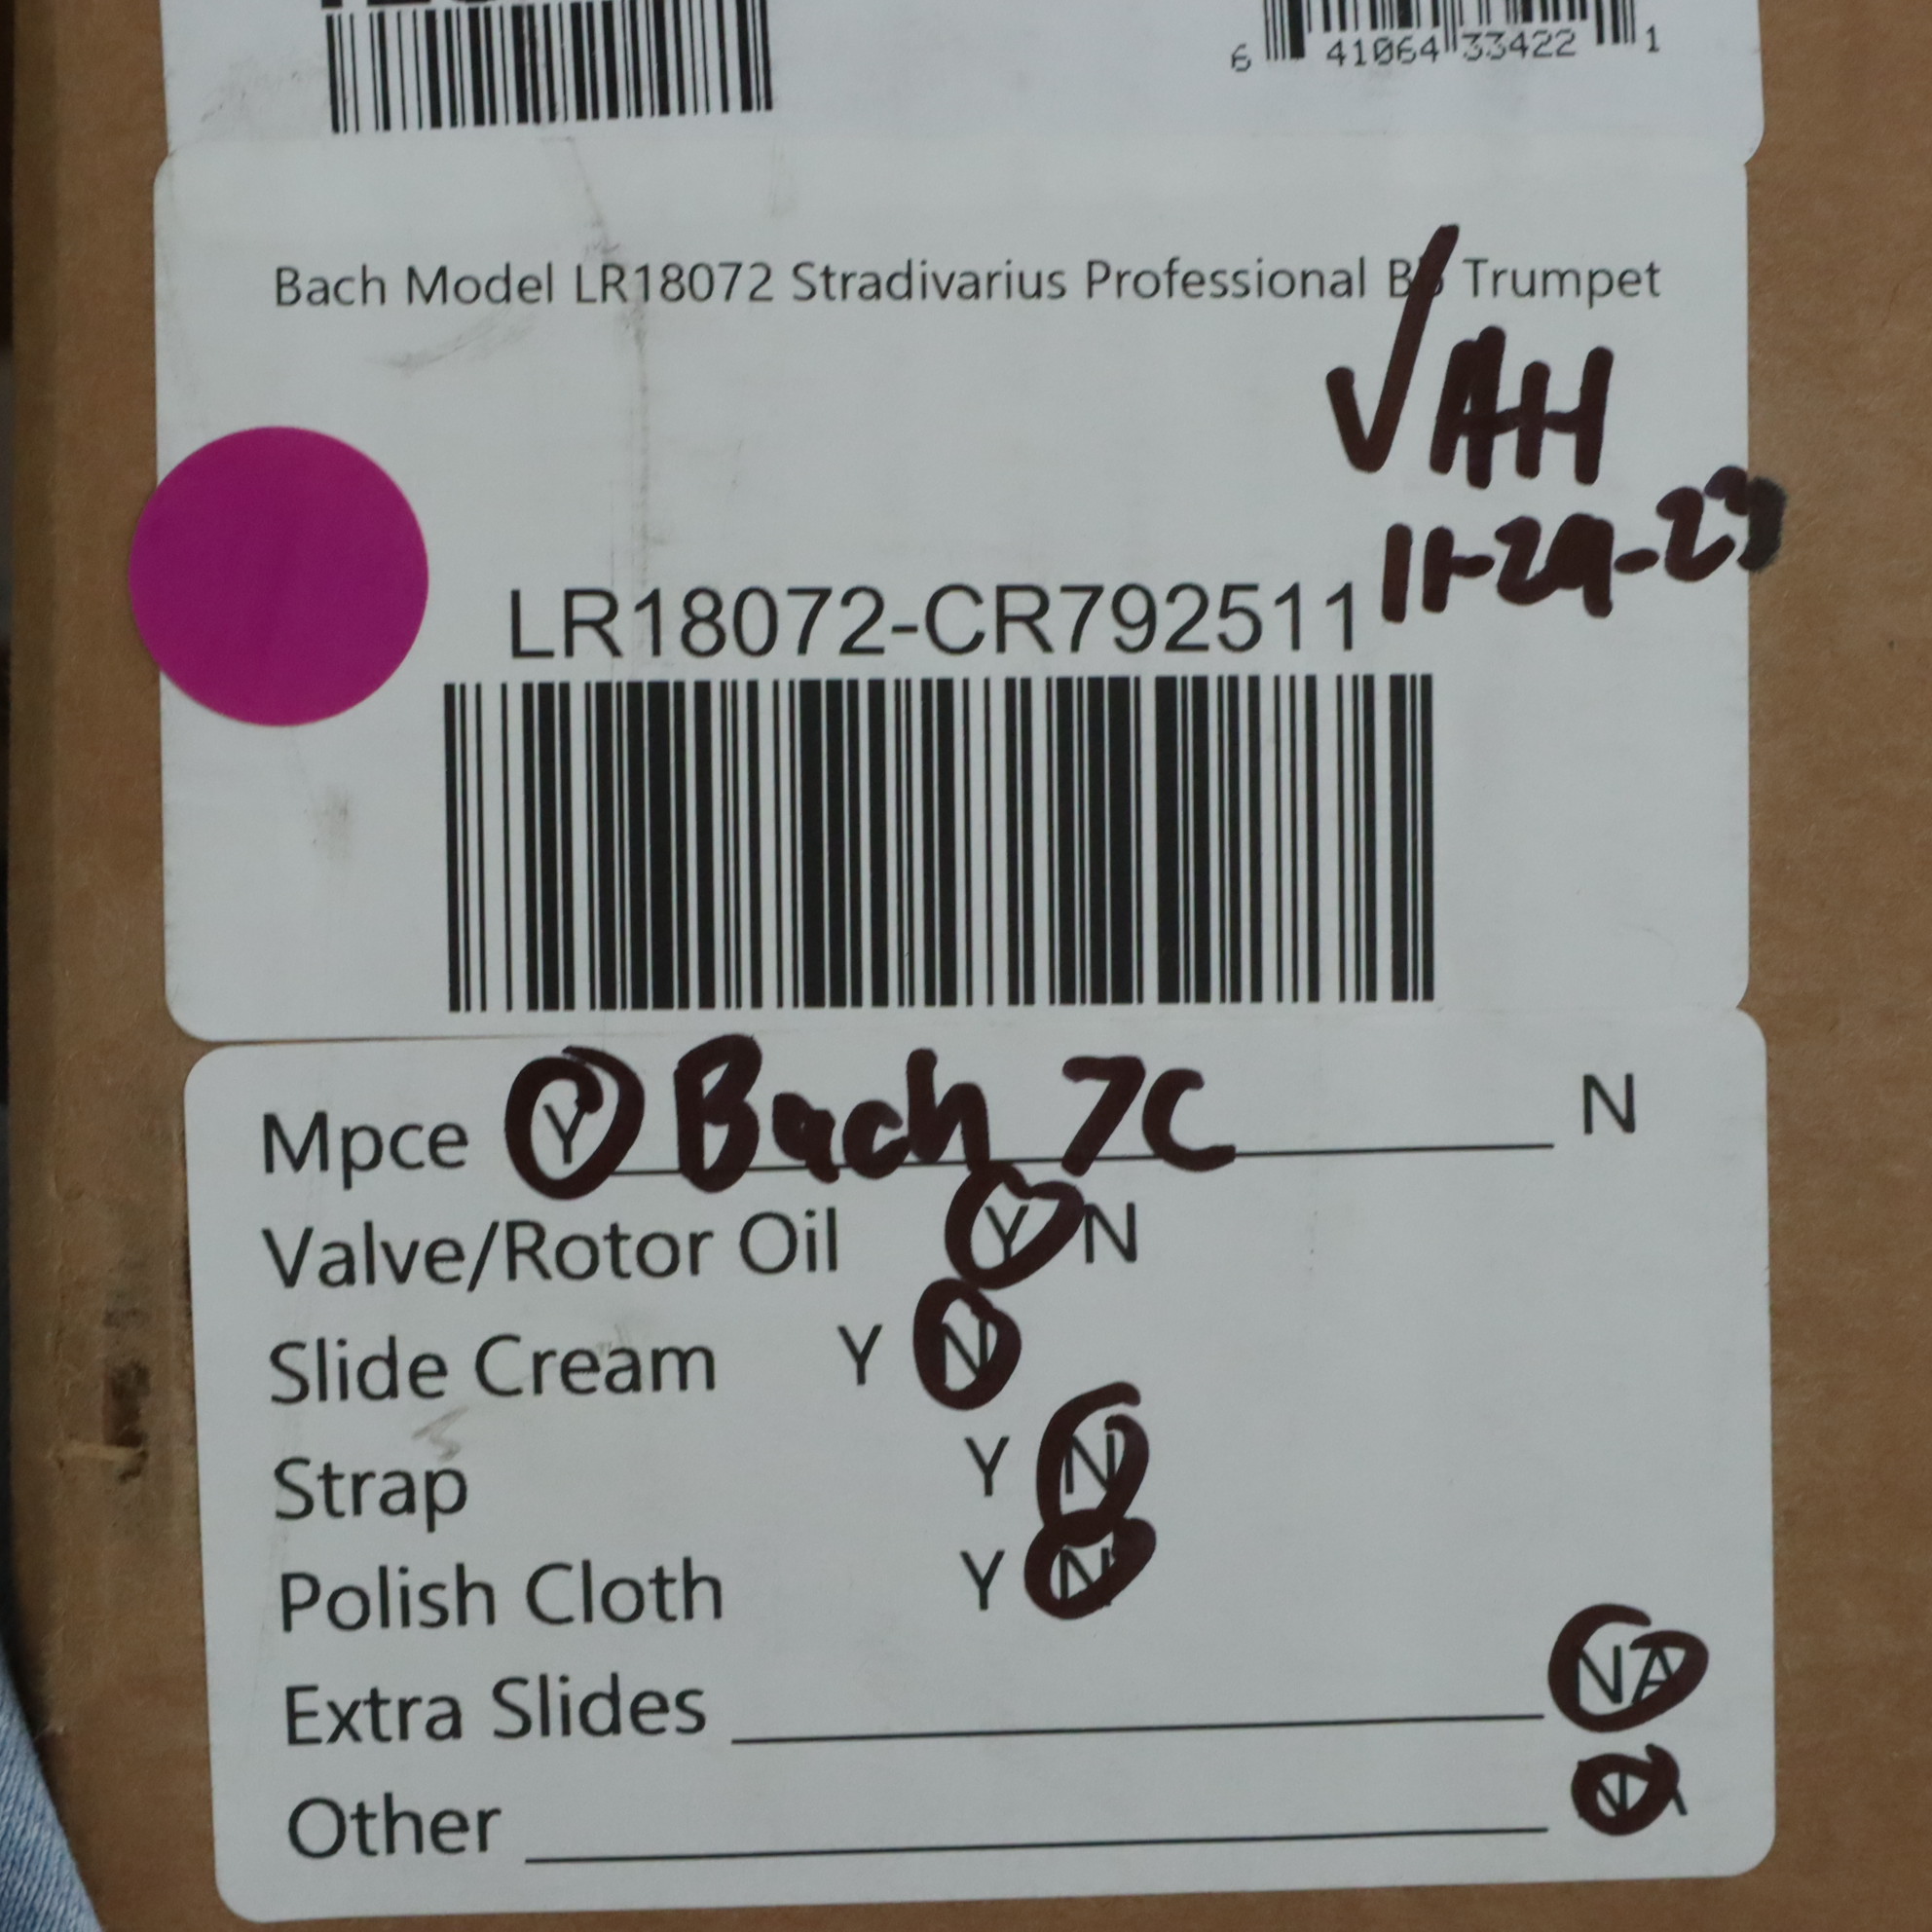 6 41064 33422 1
Bach Model LR18072 Stradivarius Professional Bb Trumpet
√ AH
11-29-23
LR18072-CR792511
Mpce Y Bach 7C N
Valve/Rotor Oil Y N
Slide Cream Y N
Strap Y N
Polish Cloth Y N
Extra Slides NA
Other NA